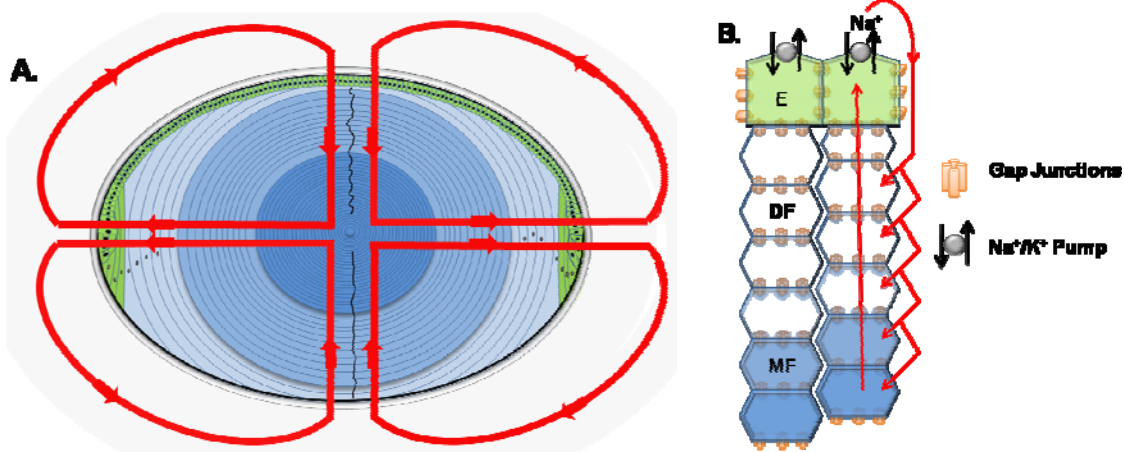 A.
B.
Na⁺
E
DF
MF
Gap Junctions
Na⁺/K⁺ Pump